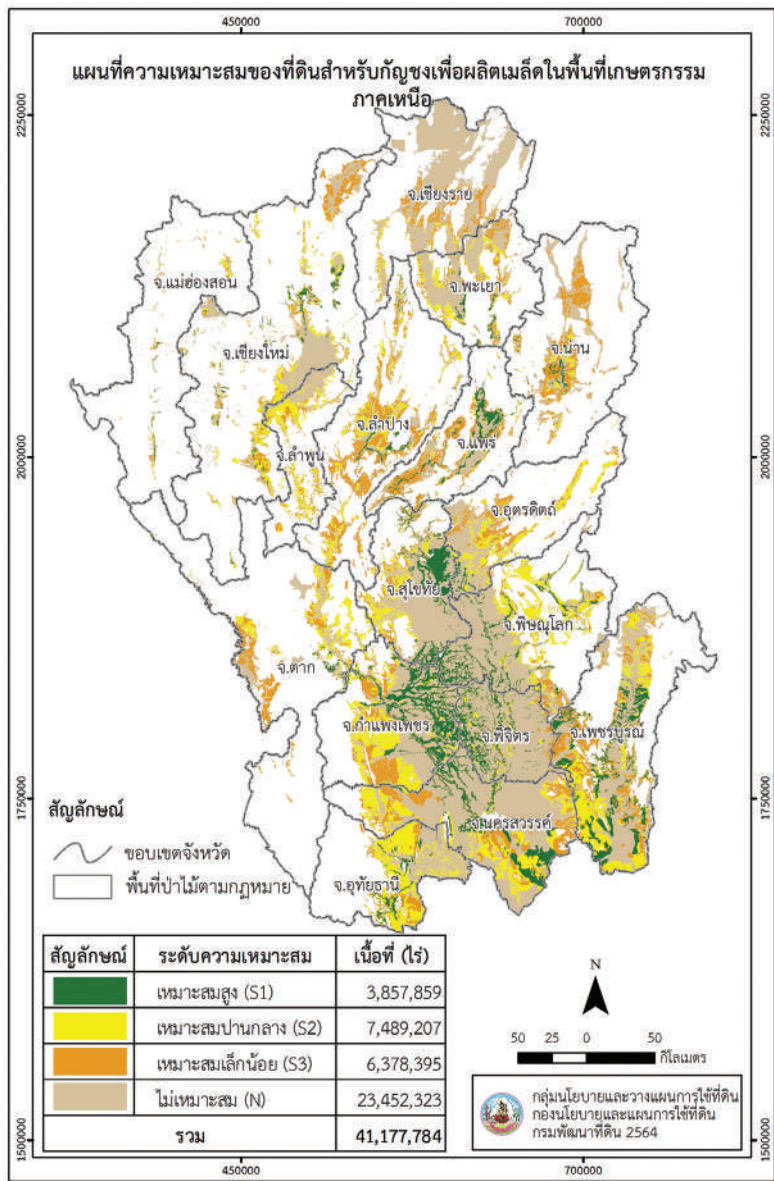 450000 700000
แผนที่ความเหมาะสมของที่ดินสำหรับกัญชงเพื่อผลิตเมล็ดในพื้นที่เกษตรกรรม
ภาคเหนือ
2250000 2250000
จ.เชียงราย
จ.แม่ฮ่องสอน
จ.พะเยา
จ.เชียงใหม่
จ.น่าน
จ.ลำปาง
จ.แพร่
จ.ลำพูน
2000000 2000000
จ.อุตรดิตถ์
จ.สุโขทัย
จ.พิษณุโลก
จ.ตาก
จ.กำแพงเพชร
จ.พิจิตร
จ.เพชรบูรณ์
1750000 1750000
จ.นครสวรรค์
จ.อุทัยธานี
สัญลักษณ์
ขอบเขตจังหวัด
พื้นที่ป่าไม้ตามกฎหมาย
สัญลักษณ์ ระดับความเหมาะสม เนื้อที่ (ไร่)
เหมาะสมสูง (S1) 3,857,859
เหมาะสมปานกลาง (S2) 7,489,207
เหมาะสมเล็กน้อย (S3) 6,378,395
ไม่เหมาะสม (N) 23,452,323
รวม 41,177,784
N
50 25 0 50
กิโลเมตร
กลุ่มนโยบายและวางแผนการใช้ที่ดิน
กองนโยบายและแผนการใช้ที่ดิน
กรมพัฒนาที่ดิน 2564
1500000 1500000
450000 700000